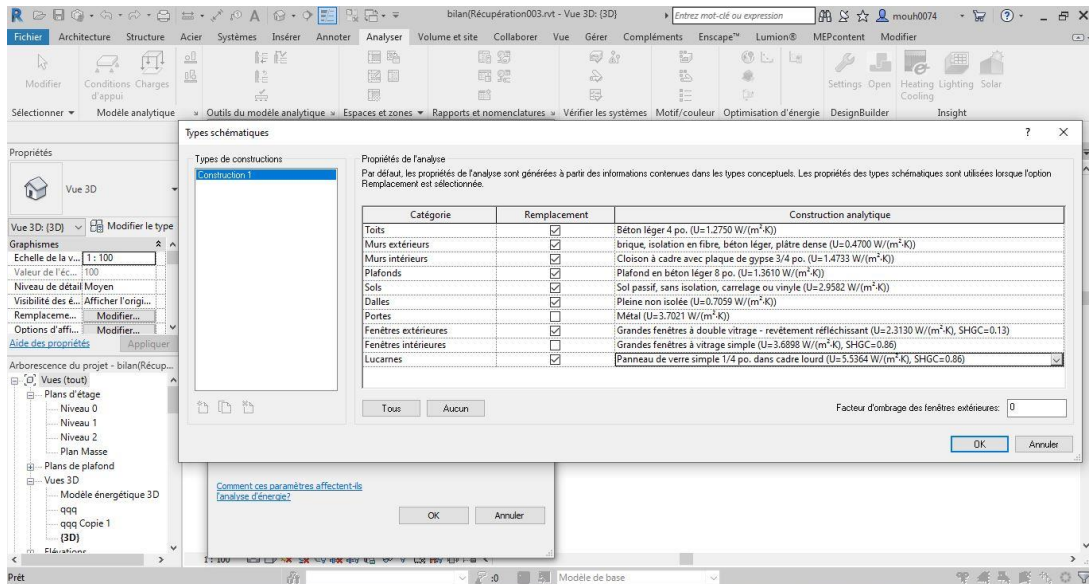 bilan(Récupération003.rvt - Vue 3D: {3D}
Entrez mot-clé ou expression
mouh0074
Fichier Architecture Structure Acier Systèmes Insérer Annoter Analyser Volume et site Collaborer Vue Gérer Compléments Enscape™ Lumion® MEPcontent Modifier
Modifier
Conditions d'appui
Charges
Settings Open Heating Cooling Lighting Solar
Sélectionner Modèle analytique Outils du modèle analytique Espaces et zones Rapports et nomenclatures Vérifier les systèmes Motif/couleur Optimisation d'énergie DesignBuilder Insight
Propriétés
Vue 3D
Vue 3D: {3D} Modifier le type
Graphismes
Echelle de la v... 1 : 100
Valeur de l'éc... 100
Niveau de détail Moyen
Visibilité des é... Afficher l'origi...
Remplaceme... Modifier...
Options d'affi... Modifier...
Aide des propriétés Appliquer
Arborescence du projet - bilan(Récup...
Vues (tout)
Plans d'étage
Niveau 0
Niveau 1
Niveau 2
Plan Masse
Plans de plafond
Vues 3D
Modèle énergétique 3D
qqq
qqq Copie 1
{3D}
Elévations
Types schématiques
? ×
Types de constructions
Construction 1
Propriétés de l'analyse
Par défaut, les propriétés de l'analyse sont générées à partir des informations contenues dans les types conceptuels. Les propriétés des types schématiques sont utilisées lorsque l'option
Remplacement est sélectionnée.
Catégorie Remplacement Construction analytique
Toits Béton léger 4 po. (U=1.2750 W/(m²·K))
Murs extérieurs brique, isolation en fibre, béton léger, plâtre dense (U=0.4700 W/(m²·K))
Murs intérieurs Cloison à cadre avec plaque de gypse 3/4 po. (U=1.4733 W/(m²·K))
Plafonds Plafond en béton léger 8 po. (U=1.3610 W/(m²·K))
Sols Sol passif, sans isolation, carrelage ou vinyle (U=2.9582 W/(m²·K))
Dalles Pleine non isolée (U=0.7059 W/(m²·K))
Portes Métal (U=3.7021 W/(m²·K))
Fenêtres extérieures Grandes fenêtres à double vitrage - revêtement réfléchissant (U=2.3130 W/(m²·K), SHGC=0.13)
Fenêtres intérieures Grandes fenêtres à vitrage simple (U=3.6898 W/(m²·K), SHGC=0.86)
Lucarnes Panneau de verre simple 1/4 po. dans cadre lourd (U=5.5364 W/(m²·K), SHGC=0.86)
Tous Aucun
Facteur d'ombrage des fenêtres extérieures: 0
OK Annuler
Comment ces paramètres affectent-ils
l'analyse d'énergie?
OK Annuler
1 : 100
Prêt
:0
Modèle de base